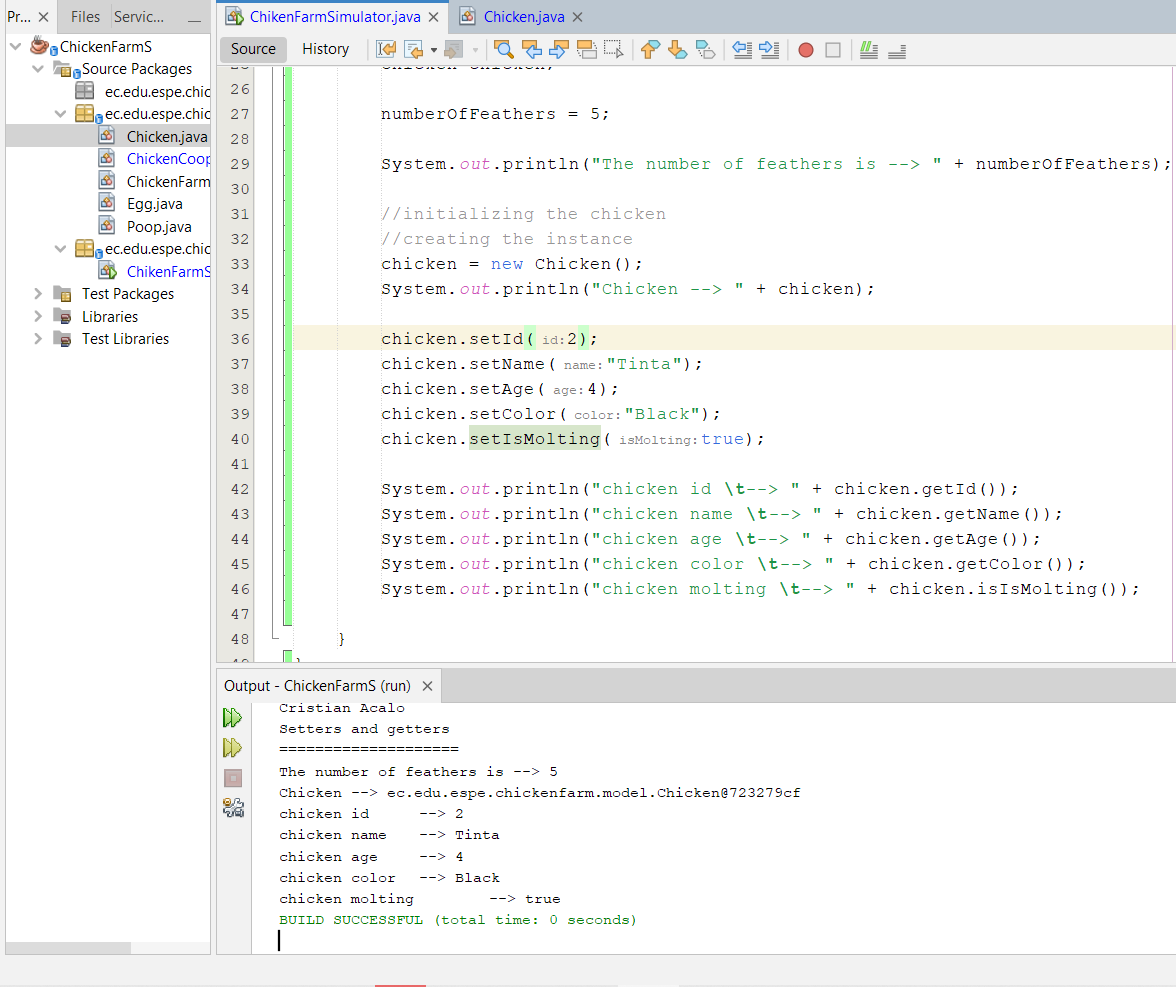 Pr... Files Servic...
ChickenFarmS
Source Packages
ec.edu.espe.chic
ec.edu.espe.chic
Chicken.java
ChickenCoop
ChickenFarm
Egg.java
Poop.java
ec.edu.espe.chic
ChikenFarmS
Test Packages
Libraries
Test Libraries
ChikenFarmSimulator.java Chicken.java
Source History
26
27 numberOfFeathers = 5;
28
29 System.out.println("The number of feathers is --> " + numberOfFeathers);
30
31 //initializing the chicken
32 //creating the instance
33 chicken = new Chicken();
34 System.out.println("Chicken --> " + chicken);
35
36 chicken.setId( id:2);
37 chicken.setName( name:"Tinta");
38 chicken.setAge( age:4);
39 chicken.setColor( color:"Black");
40 chicken.setIsMolting( isMolting:true);
41
42 System.out.println("chicken id \t--> " + chicken.getId());
43 System.out.println("chicken name \t--> " + chicken.getName());
44 System.out.println("chicken age \t--> " + chicken.getAge());
45 System.out.println("chicken color \t--> " + chicken.getColor());
46 System.out.println("chicken molting \t--> " + chicken.isIsMolting());
47
48 }
Output - ChickenFarmS (run)
Cristian Acalo
Setters and getters
====================
The number of feathers is --> 5
Chicken --> ec.edu.espe.chickenfarm.model.Chicken@723279cf
chicken id --> 2
chicken name --> Tinta
chicken age --> 4
chicken color --> Black
chicken molting --> true
BUILD SUCCESSFUL (total time: 0 seconds)